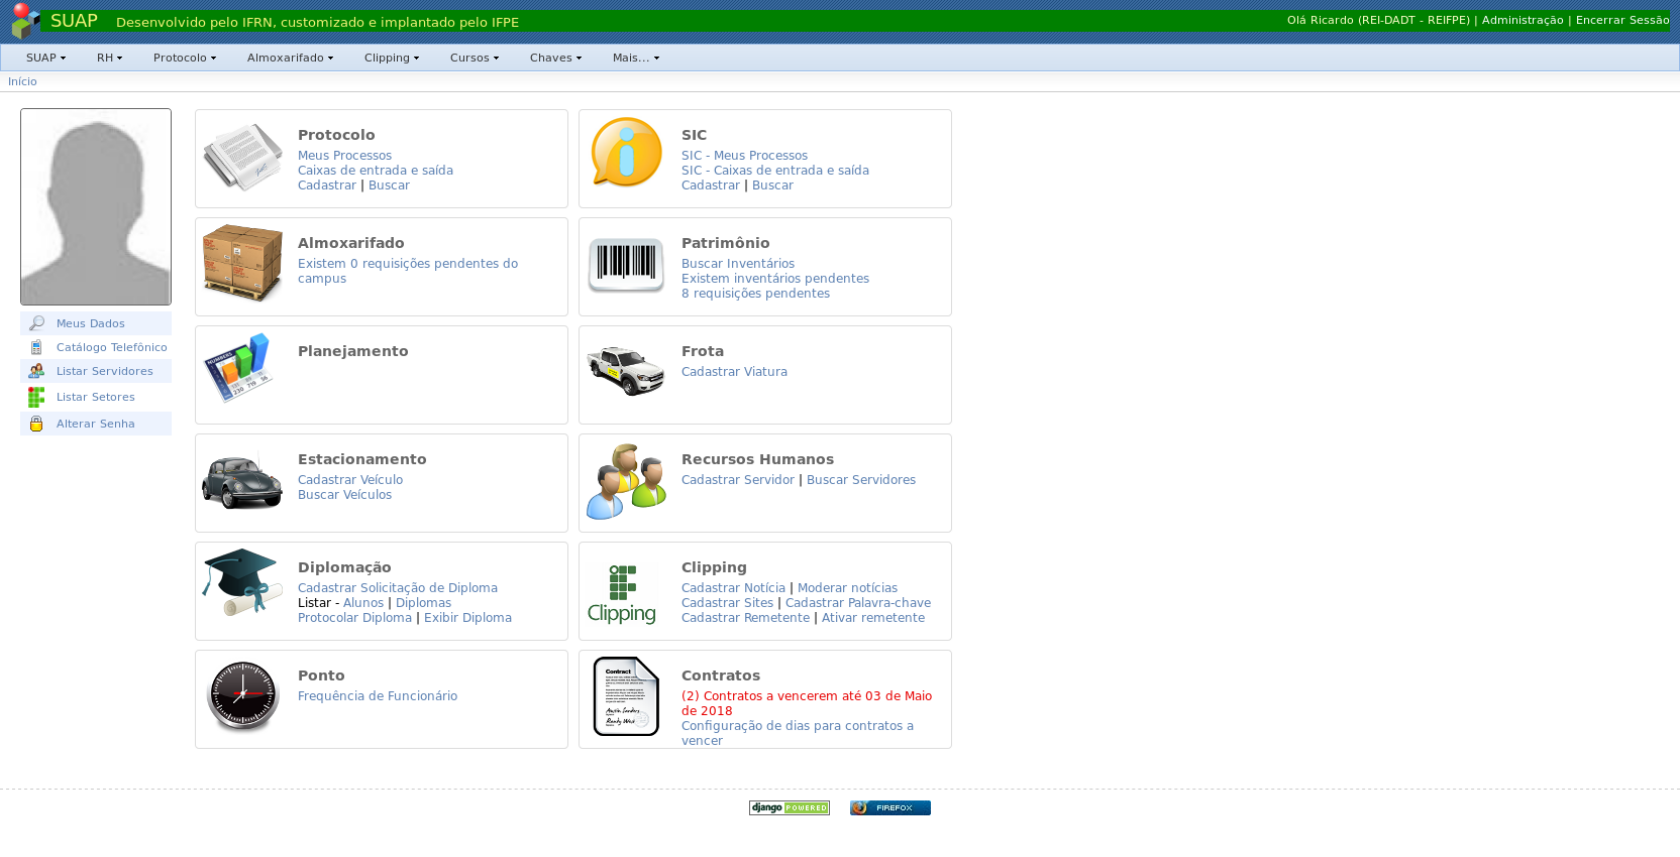 SUAP Desenvolvido pelo IFRN, customizado e implantado pelo IFPE
Olá Ricardo (REI-DADT - REIFPE) | Administração | Encerrar Sessão
SUAP RH Protocolo Almoxarifado Clipping Cursos Chaves Mais...
Início
Meus Dados
Catálogo Telefônico
Listar Servidores
Listar Setores
Alterar Senha
Protocolo
Meus Processos
Caixas de entrada e saída
Cadastrar | Buscar
SIC
SIC - Meus Processos
SIC - Caixas de entrada e saída
Cadastrar | Buscar
Almoxarifado
Existem 0 requisições pendentes do
campus
Patrimônio
Buscar Inventários
Existem inventários pendentes
8 requisições pendentes
NUMBERS
Planejamento
Frota
Cadastrar Viatura
Estacionamento
Cadastrar Veículo
Buscar Veículos
Recursos Humanos
Cadastrar Servidor | Buscar Servidores
Diplomação
Cadastrar Solicitação de Diploma
Listar - Alunos | Diplomas
Protocolar Diploma | Exibir Diploma
Clipping
Clipping
Cadastrar Notícia | Moderar notícias
Cadastrar Sites | Cadastrar Palavra-chave
Cadastrar Remetente | Ativar remetente
Ponto
Frequência de Funcionário
Contract
Contratos
(2) Contratos a vencerem até 03 de Maio
de 2018
Configuração de dias para contratos a
vencer
django POWERED
FIREFOX